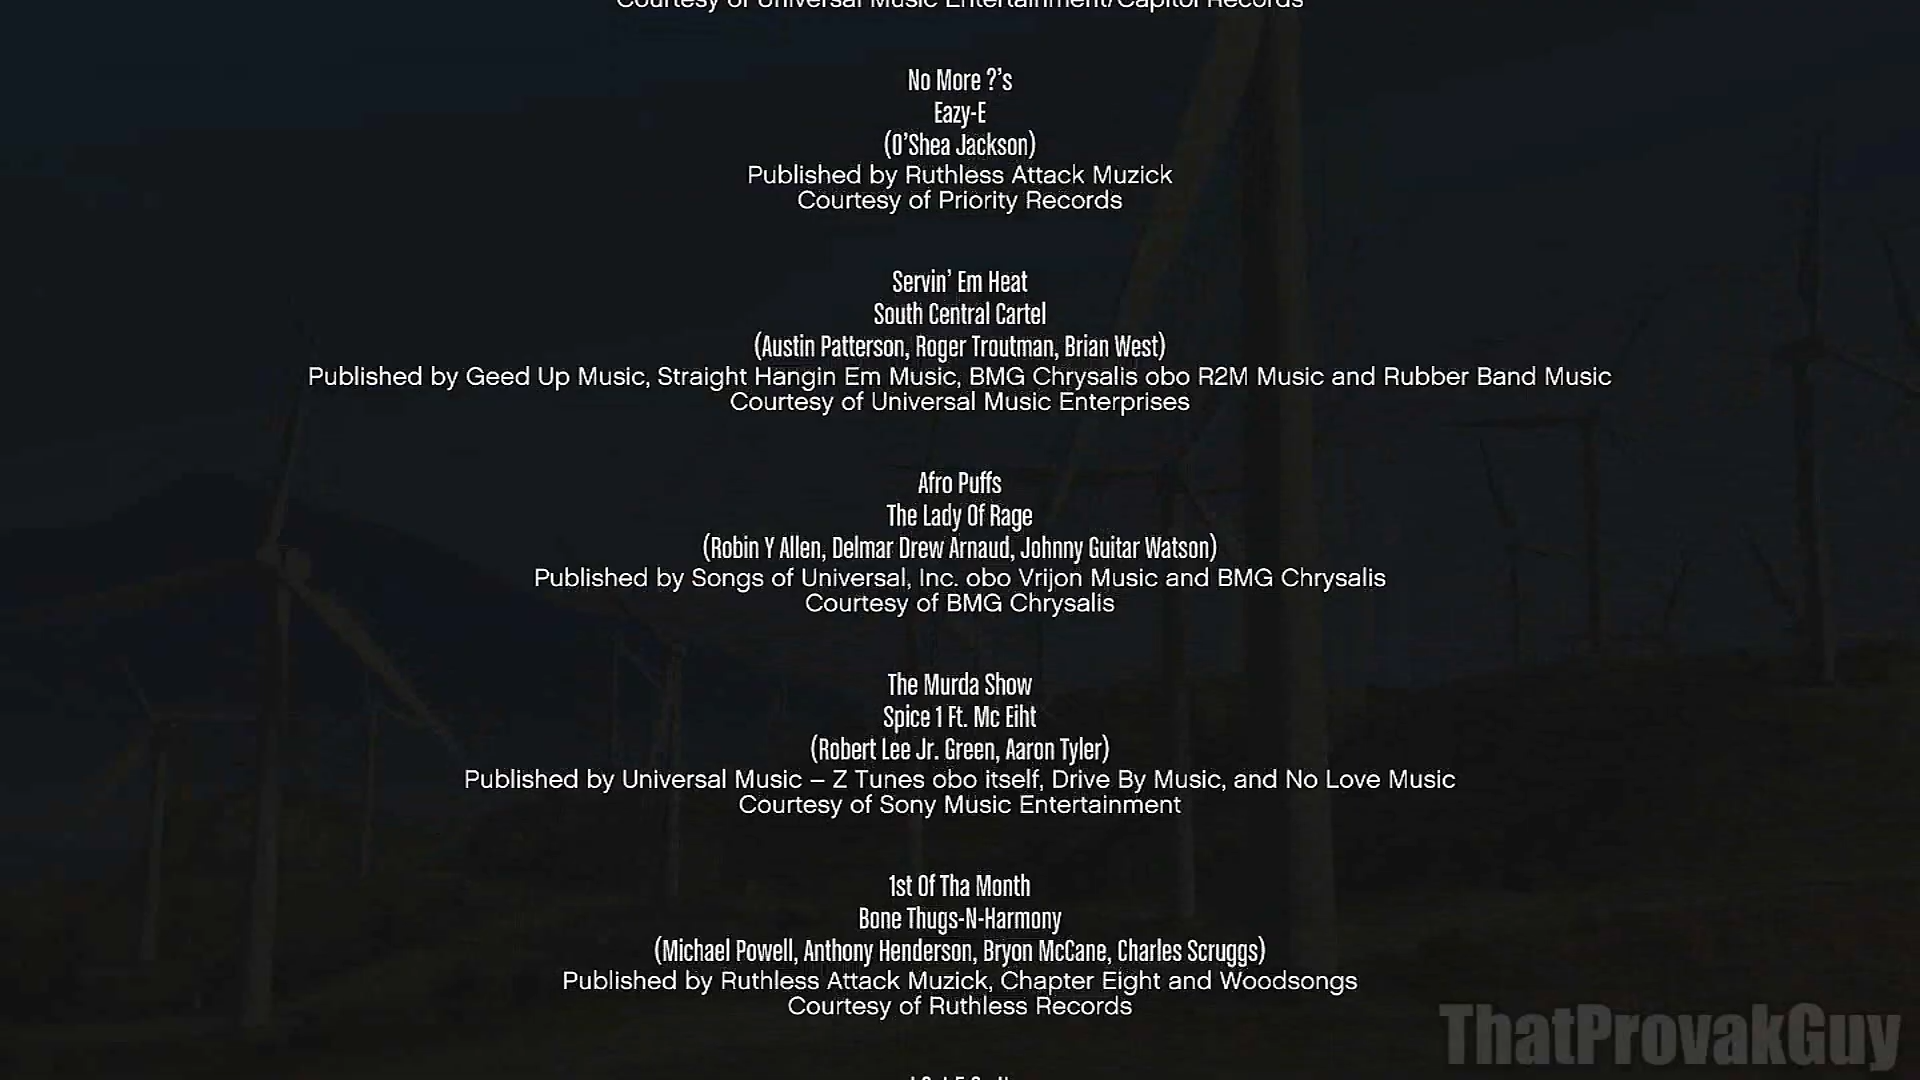 Courtesy of Universal Music Entertainment/Capitol Records
No More ?’s
Eazy-E
(O’Shea Jackson)
Published by Ruthless Attack Muzick
Courtesy of Priority Records
Servin’ Em Heat
South Central Cartel
(Austin Patterson, Roger Troutman, Brian West)
Published by Geed Up Music, Straight Hangin Em Music, BMG Chrysalis obo R2M Music and Rubber Band Music
Courtesy of Universal Music Enterprises
Afro Puffs
The Lady Of Rage
(Robin Y Allen, Delmar Drew Arnaud, Johnny Guitar Watson)
Published by Songs of Universal, Inc. obo Vrijon Music and BMG Chrysalis
Courtesy of BMG Chrysalis
The Murda Show
Spice 1 Ft. Mc Eiht
(Robert Lee Jr. Green, Aaron Tyler)
Published by Universal Music – Z Tunes obo itself, Drive By Music, and No Love Music
Courtesy of Sony Music Entertainment
1st Of Tha Month
Bone Thugs-N-Harmony
(Michael Powell, Anthony Henderson, Bryon McCane, Charles Scruggs)
Published by Ruthless Attack Muzick, Chapter Eight and Woodsongs
Courtesy of Ruthless Records
ThatProvakGuy